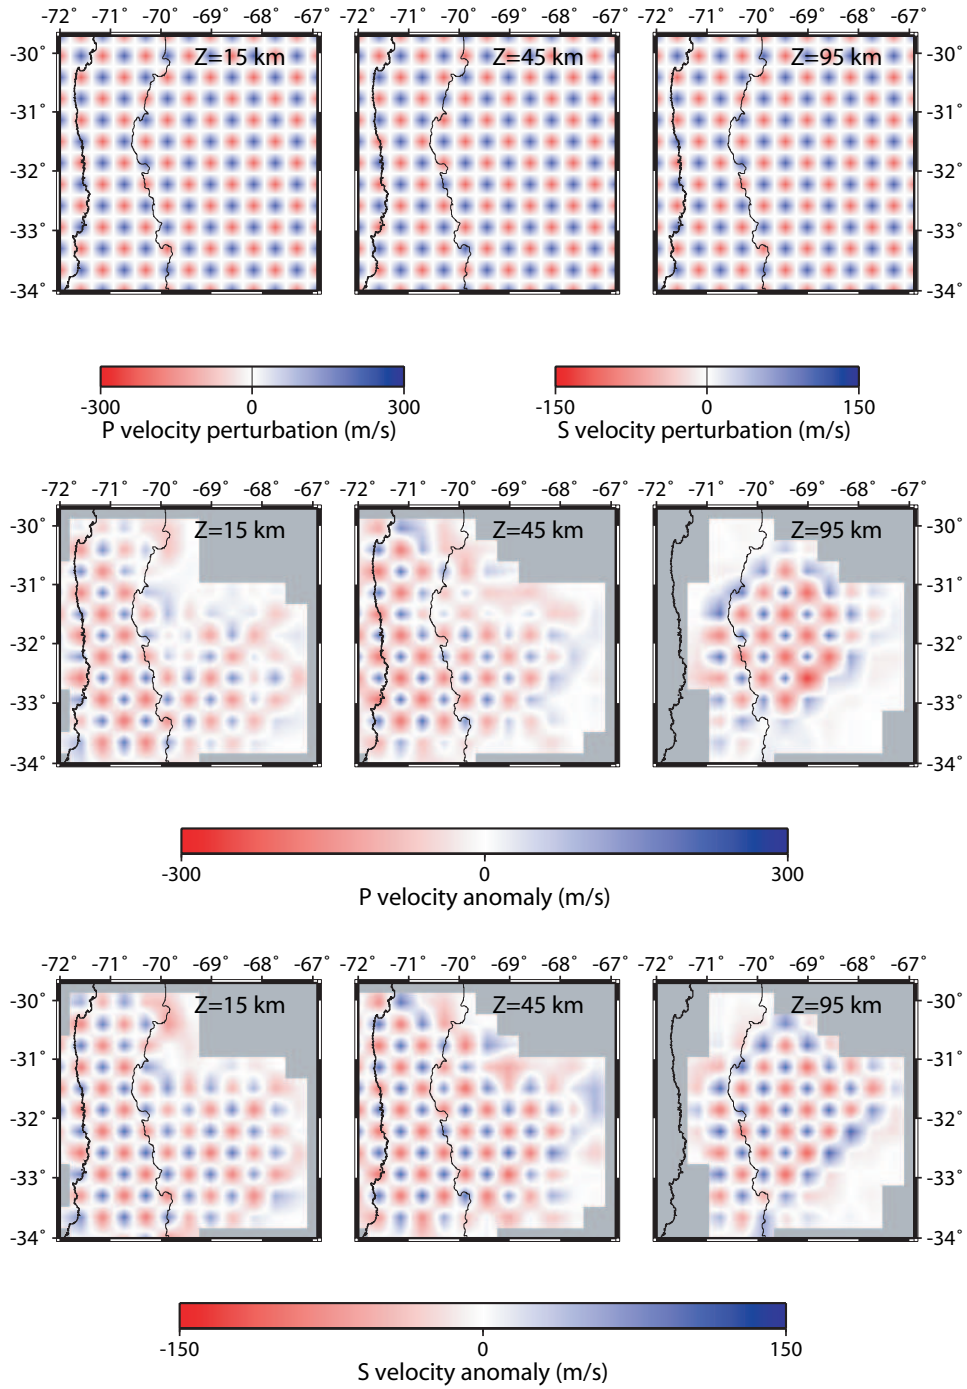 -72˚ -71˚ -70˚ -69˚ -68˚ -67˚ -72˚ -71˚ -70˚ -69˚ -68˚ -67˚ -72˚ -71˚ -70˚ -69˚ -68˚ -67˚
-30˚ Z=15 km Z=45 km Z=95 km -30˚
-31˚ -31˚
-32˚ -32˚
-33˚ -33˚
-34˚ -34˚
-300 0 300 -150 0 150
P velocity perturbation (m/s) S velocity perturbation (m/s)
-72˚ -71˚ -70˚ -69˚ -68˚ -67˚ -72˚ -71˚ -70˚ -69˚ -68˚ -67˚ -72˚ -71˚ -70˚ -69˚ -68˚ -67˚
-30˚ Z=15 km Z=45 km Z=95 km -30˚
-31˚ -31˚
-32˚ -32˚
-33˚ -33˚
-34˚ -34˚
-300 0 300
P velocity anomaly (m/s)
-72˚ -71˚ -70˚ -69˚ -68˚ -67˚ -72˚ -71˚ -70˚ -69˚ -68˚ -67˚ -72˚ -71˚ -70˚ -69˚ -68˚ -67˚
-30˚ Z=15 km Z=45 km Z=95 km -30˚
-31˚ -31˚
-32˚ -32˚
-33˚ -33˚
-34˚ -34˚
-150 0 150
S velocity anomaly (m/s)